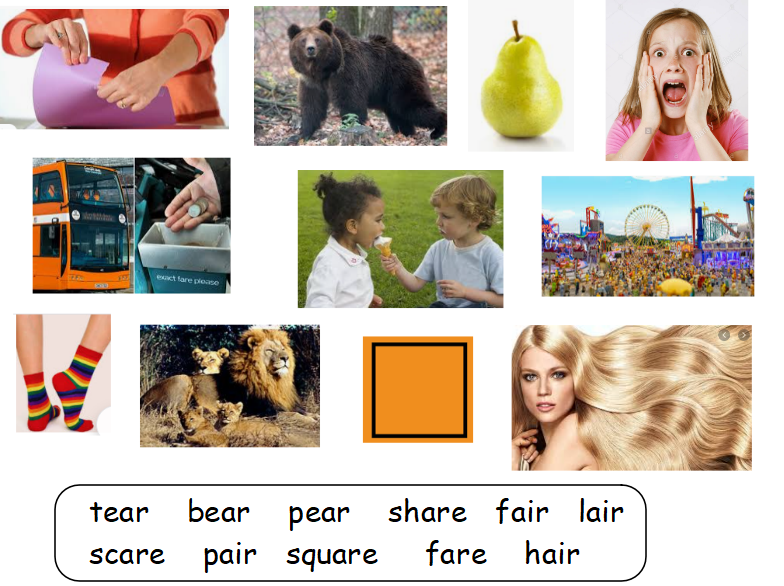 exact fare please
tear bear pear share fair lair
scare pair square fare hair